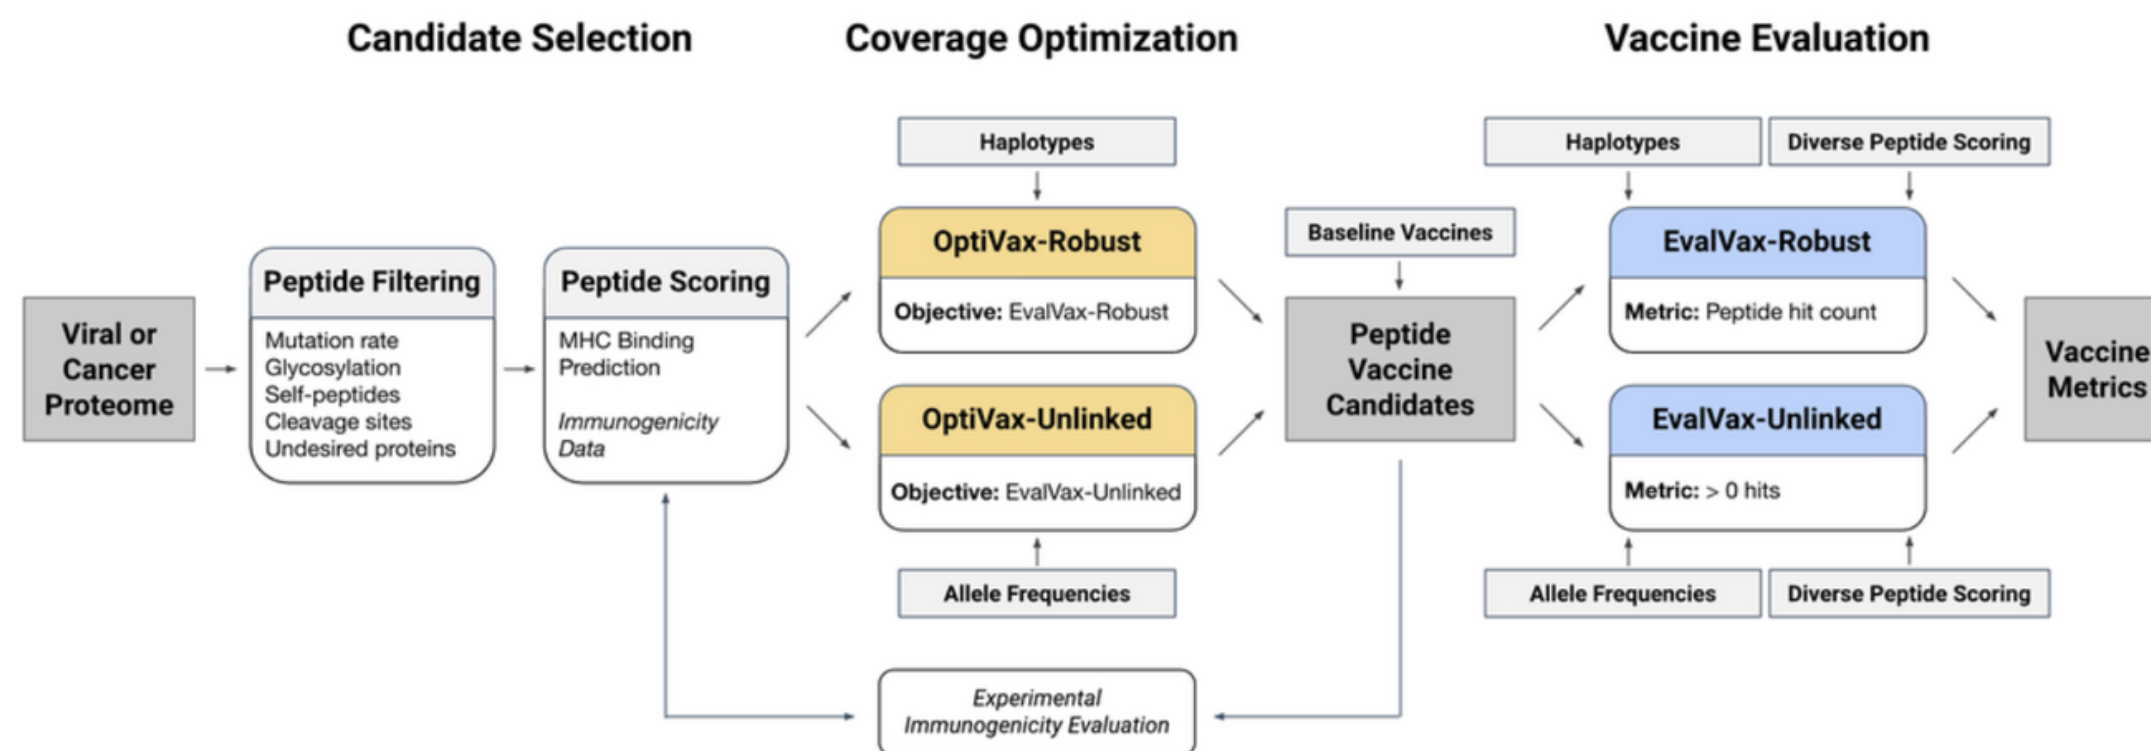 Candidate Selection
Coverage Optimization
Vaccine Evaluation
Viral or
Cancer
Proteome
Peptide Filtering
Mutation rate
Glycosylation
Self-peptides
Cleavage sites
Undesired proteins
Peptide Scoring
MHC Binding
Prediction
Immunogenicity
Data
Haplotypes
OptiVax-Robust
Objective: EvalVax-Robust
OptiVax-Unlinked
Objective: EvalVax-Unlinked
Allele Frequencies
Experimental
Immunogenicity Evaluation
Baseline Vaccines
Peptide
Vaccine
Candidates
Haplotypes
Diverse Peptide Scoring
EvalVax-Robust
Metric: Peptide hit count
EvalVax-Unlinked
Metric: > 0 hits
Allele Frequencies
Diverse Peptide Scoring
Vaccine
Metrics